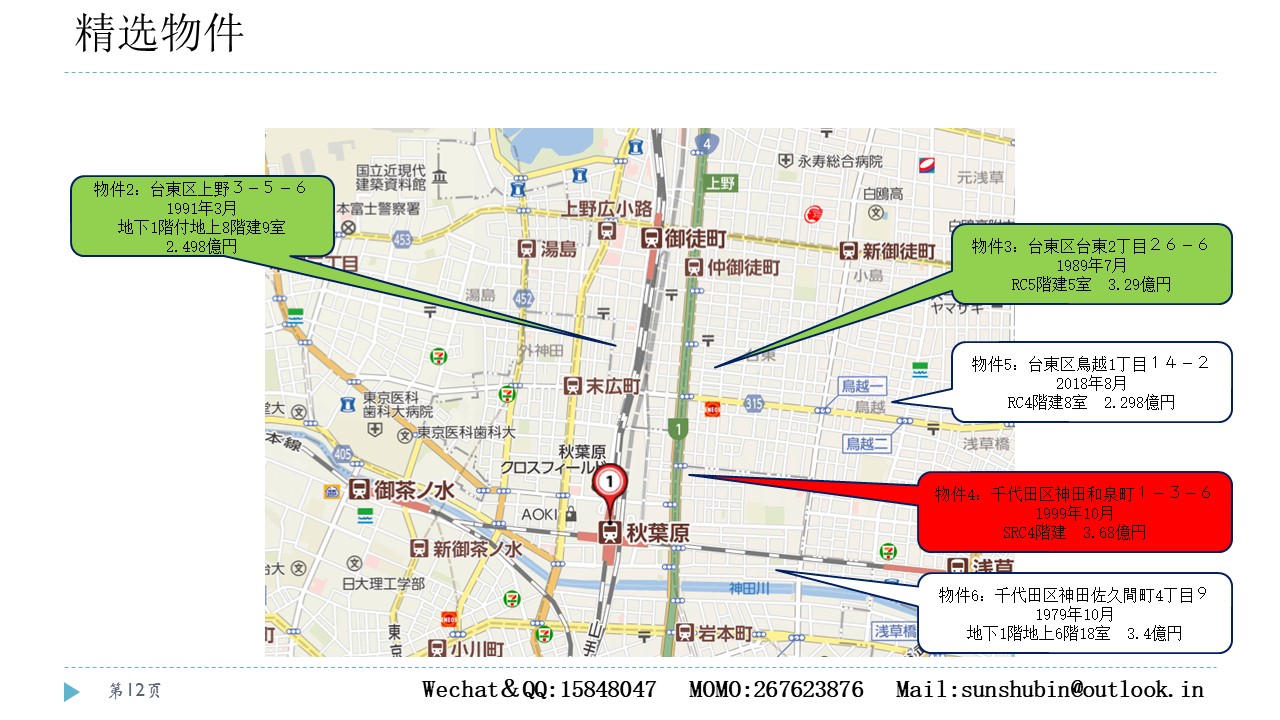 精选物件
物件2: 台東区上野３－５－６
1991年3月
地下1階付地上8階建9室
2.498億円
物件3: 台東区台東2丁目２６－６
1989年7月
RC5階建5室　3.29億円
物件5: 台東区鳥越1丁目１４－２
2018年8月
RC4階建8室　2.298億円
物件4: 千代田区神田和泉町１－３－６
1999年10月
SRC4階建　3.68億円
物件6: 千代田区神田佐久間町4丁目９
1979年10月
地下1階地上6階18室　3.4億円
4
永寿総合病院
国立近現代
建築資料館
上野
元浅草
白鴎高
本富士警察署
上野広小路
453
湯島
御徒町
新御徒町
仲御徒町
小島
丁目
湯島
452
ヤマザキ
外神田
台東
末広町
鳥越一
東京医科
歯科大病院
315
鳥越
ENEOS
東京医科歯科大
1
鳥越二
浅草橋
405
本線
秋葉原
クロスフィールド
1
御茶ノ水
AOKI
秋葉原
新御茶ノ水
浅草
日大理工学部
神田川
ENEOS
東京
岩本町
浅草橋
小川町
第12页
Wechat＆QQ:15848047 MOMO:267623876 Mail:sunshubin@outlook.in